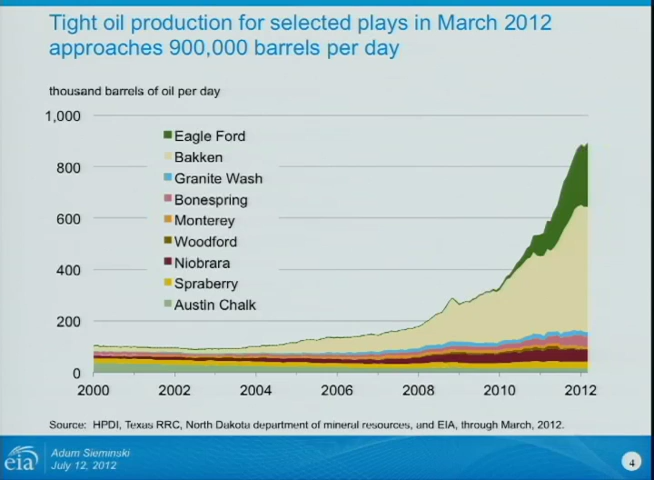 Tight oil production for selected plays in March 2012
approaches 900,000 barrels per day
thousand barrels of oil per day
1,000
800
600
400
200
0
Eagle Ford
Bakken
Granite Wash
Bonespring
Monterey
Woodford
Niobrara
Spraberry
Austin Chalk
2000 2002 2004 2006 2008 2010 2012
Source: HPDI, Texas RRC, North Dakota department of mineral resources, and EIA, through March, 2012.
eia
Adam Sieminski
July 12, 2012
4